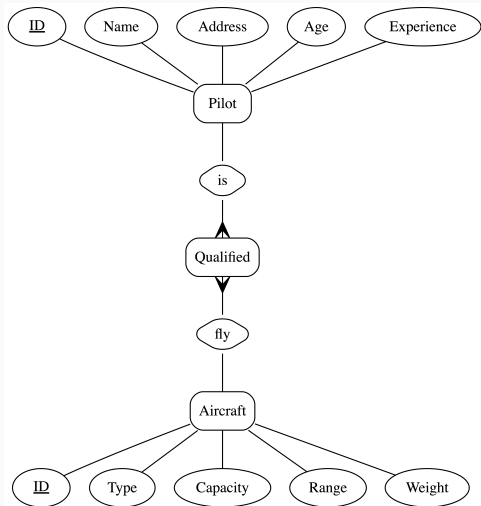 ID
Name
Address
Age
Experience
Pilot
is
Qualified
fly
Aircraft
ID
Type
Capacity
Range
Weight